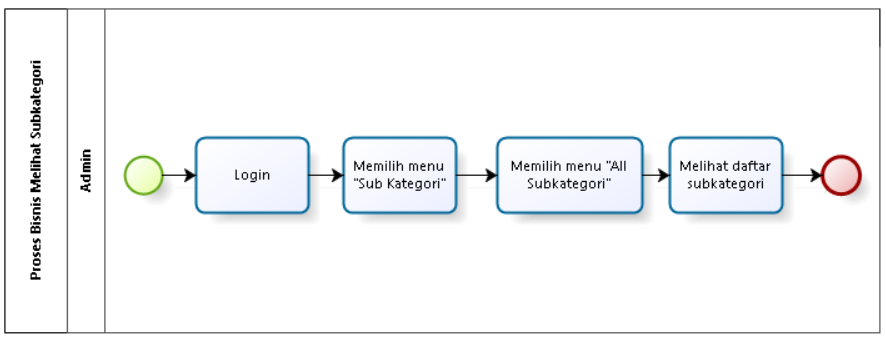 Proses Bisnis Melihat Subkategori
Admin
Login
Memilih menu
"Sub Kategori"
Memilih menu "All
Subkategori"
Melihat daftar
subkategori